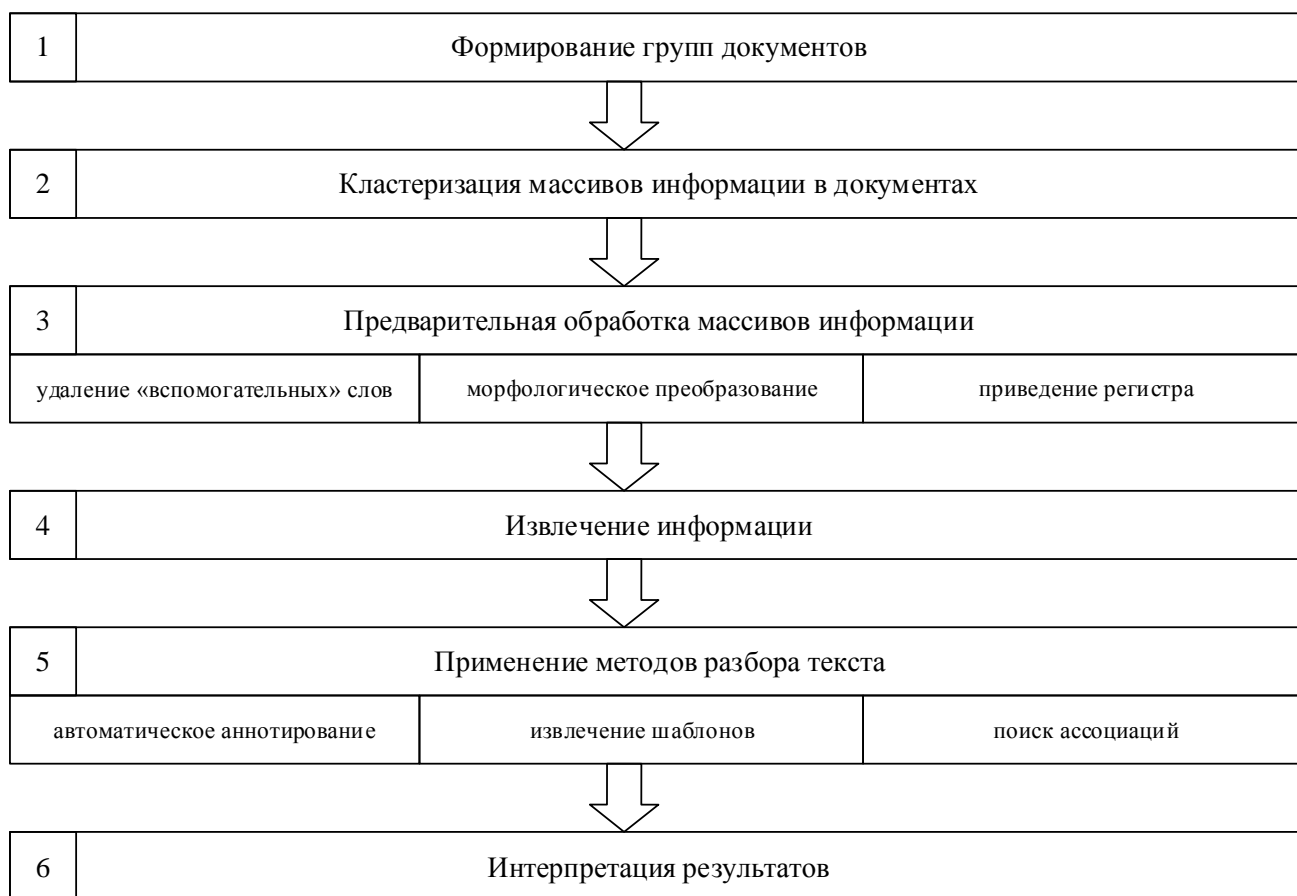 1 Формирование групп документов
2 Кластеризация массивов информации в документах
3 Предварительная обработка массивов информации
удаление «вспомогательных» слов морфологическое преобразование приведение регистра
4 Извлечение информации
5 Применение методов разбора текста
автоматическое аннотирование извлечение шаблонов поиск ассоциаций
6 Интерпретация результатов